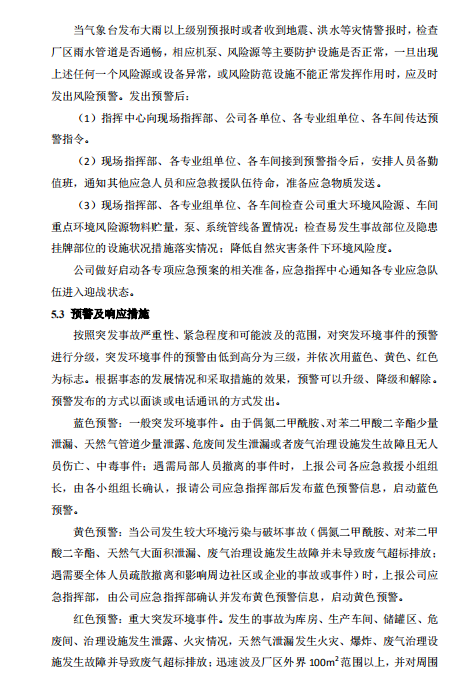 当气象台发布大雨以上级别预报时或者收到地震、洪水等灾情警报时，检查
厂区雨水管道是否通畅，相应机泵、风险源等主要防护设施是否正常，一旦出现
上述任何一个风险源或设备异常，或风险防范设施不能正常发挥作用时，应及时
发出风险预警。发出预警后：
（1）指挥中心向现场指挥部、公司各单位、各专业组单位、各车间传达预
警指令。
（2）现场指挥部、各专业组单位、各车间接到预警指令后，安排人员备勤
值班，通知其他应急人员和应急救援队伍待命，准备应急物质发送。
（3）现场指挥部、各专业组单位、各车间检查公司重大环境风险源、车间
重点环境风险源物料贮量，泵、系统管线备置情况；检查易发生事故部位及隐患
挂牌部位的设施状况措施落实情况；降低自然灾害条件下环境风险度。
公司做好启动各专项应急预案的相关准备，应急指挥中心通知各专业应急队
伍进入迎战状态。
5.3 预警及响应措施
按照突发事故严重性、紧急程度和可能波及的范围，对突发环境事件的预警
进行分级，突发环境事件的预警由低到高分为三级，并依次用蓝色、黄色、红色
为标志。根据事态的发展情况和采取措施的效果，预警可以升级、降级和解除。
预警发布的方式以面谈或电话通讯的方式发出。
蓝色预警：一般突发环境事件。由于偶氮二甲酰胺、对苯二甲酸二辛酯少量
泄漏、天然气管道少量泄露、危废间发生泄漏或者废气治理设施发生故障且无人
员伤亡、中毒事件；遇需局部人员撤离的事件时，上报公司各应急救援小组组
长，由各小组组长确认，报请公司应急指挥部后发布蓝色预警信息，启动蓝色
预警。
黄色预警：当公司发生较大环境污染与破坏事故（偶氮二甲酰胺、对苯二甲
酸二辛酯、天然气大面积泄漏、废气治理设施发生故障并未导致废气超标排放；
遇需要全体人员疏散撤离和影响周边社区或企业的事故或事件）时，上报公司应
急指挥部，由公司应急指挥部确认并发布黄色预警信息，启动黄色预警。
红色预警：重大突发环境事件。发生的事故为库房、生产车间、储罐区、危
废间、治理设施发生泄露、火灾情况，天然气泄漏发生火灾、爆炸、废气治理设
施发生故障并导致废气超标排放；迅速波及厂区外界 100m² 范围以上，并对周围